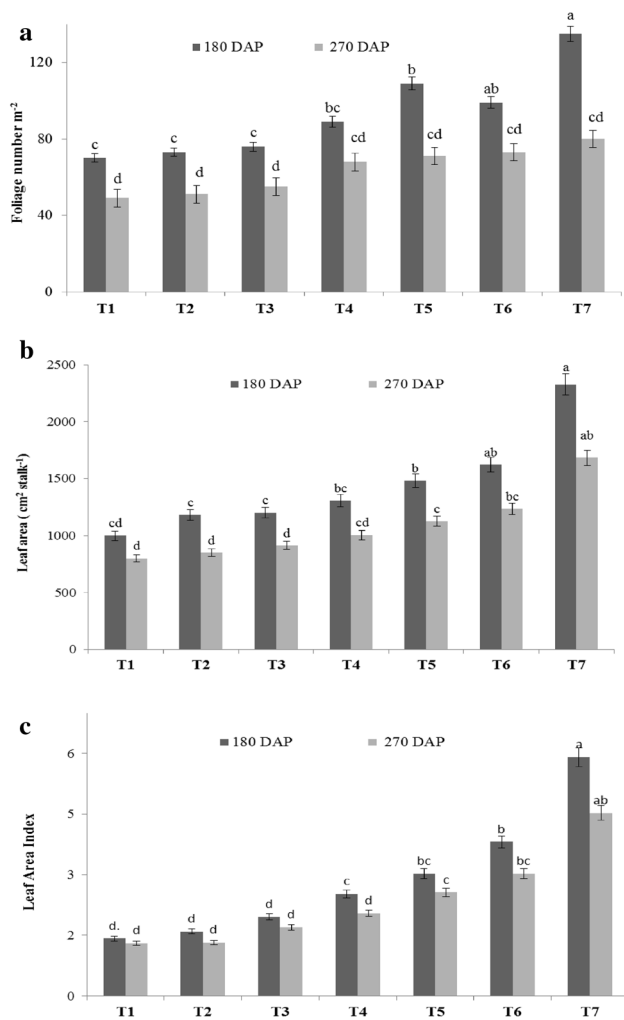 a
180 DAP 270 DAP
Foliage number m⁻²
120
80
40
0
c d c d c d bc cd b cd ab cd a cd
T1 T2 T3 T4 T5 T6 T7
b
180 DAP 270 DAP
Leaf area ( cm² stalk⁻¹)
2500
2000
1500
1000
500
0
cd d c d c d bc cd b c ab bc a ab
T1 T2 T3 T4 T5 T6 T7
c
180 DAP 270 DAP
Leaf Area Index
6
5
3
2
0
d. d d d d d c d bc c b bc a ab
T1 T2 T3 T4 T5 T6 T7